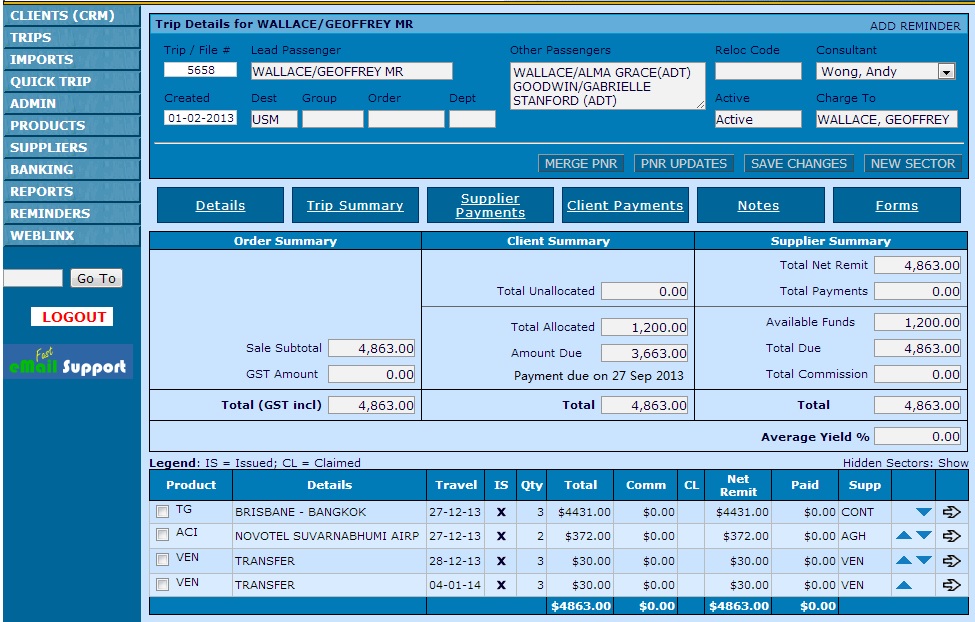 CLIENTS (CRM)
TRIPS
IMPORTS
QUICK TRIP
ADMIN
PRODUCTS
SUPPLIERS
BANKING
REPORTS
REMINDERS
WEBLINX
Go To
LOGOUT
Fast
eMail Support
Trip Details for WALLACE/GEOFFREY MR
ADD REMINDER
Trip / File # Lead Passenger Other Passengers Reloc Code Consultant
5658 WALLACE/GEOFFREY MR WALLACE/ALMA GRACE(ADT) Wong, Andy
GOODWIN/GABRIELLE
STANFORD (ADT)
Created Dest Group Order Dept Active Charge To
01-02-2013 USM Active WALLACE, GEOFFREY
MERGE PNR PNR UPDATES SAVE CHANGES NEW SECTOR
Details Trip Summary Supplier Payments Client Payments Notes Forms
Order Summary Client Summary Supplier Summary
Total Net Remit 4,863.00
Total Unallocated 0.00 Total Payments 0.00
Total Allocated 1,200.00 Available Funds 1,200.00
Sale Subtotal 4,863.00 Amount Due 3,663.00 Total Due 4,863.00
GST Amount 0.00 Payment due on 27 Sep 2013 Total Commission 0.00
Total (GST incl) 4,863.00 Total 4,863.00 Total 4,863.00
Average Yield % 0.00
Legend: IS = Issued; CL = Claimed Hidden Sectors: Show
Product Details Travel IS Qty Total Comm CL Net Remit Paid Supp
TG BRISBANE - BANGKOK 27-12-13 X 3 $4431.00 $0.00 $4431.00 $0.00 CONT
ACI NOVOTEL SUVARNABHUMI AIRP 27-12-13 X 2 $372.00 $0.00 $372.00 $0.00 AGH
VEN TRANSFER 28-12-13 X 3 $30.00 $0.00 $30.00 $0.00 VEN
VEN TRANSFER 04-01-14 X 3 $30.00 $0.00 $30.00 $0.00 VEN
$4863.00 $0.00 $4863.00 $0.00